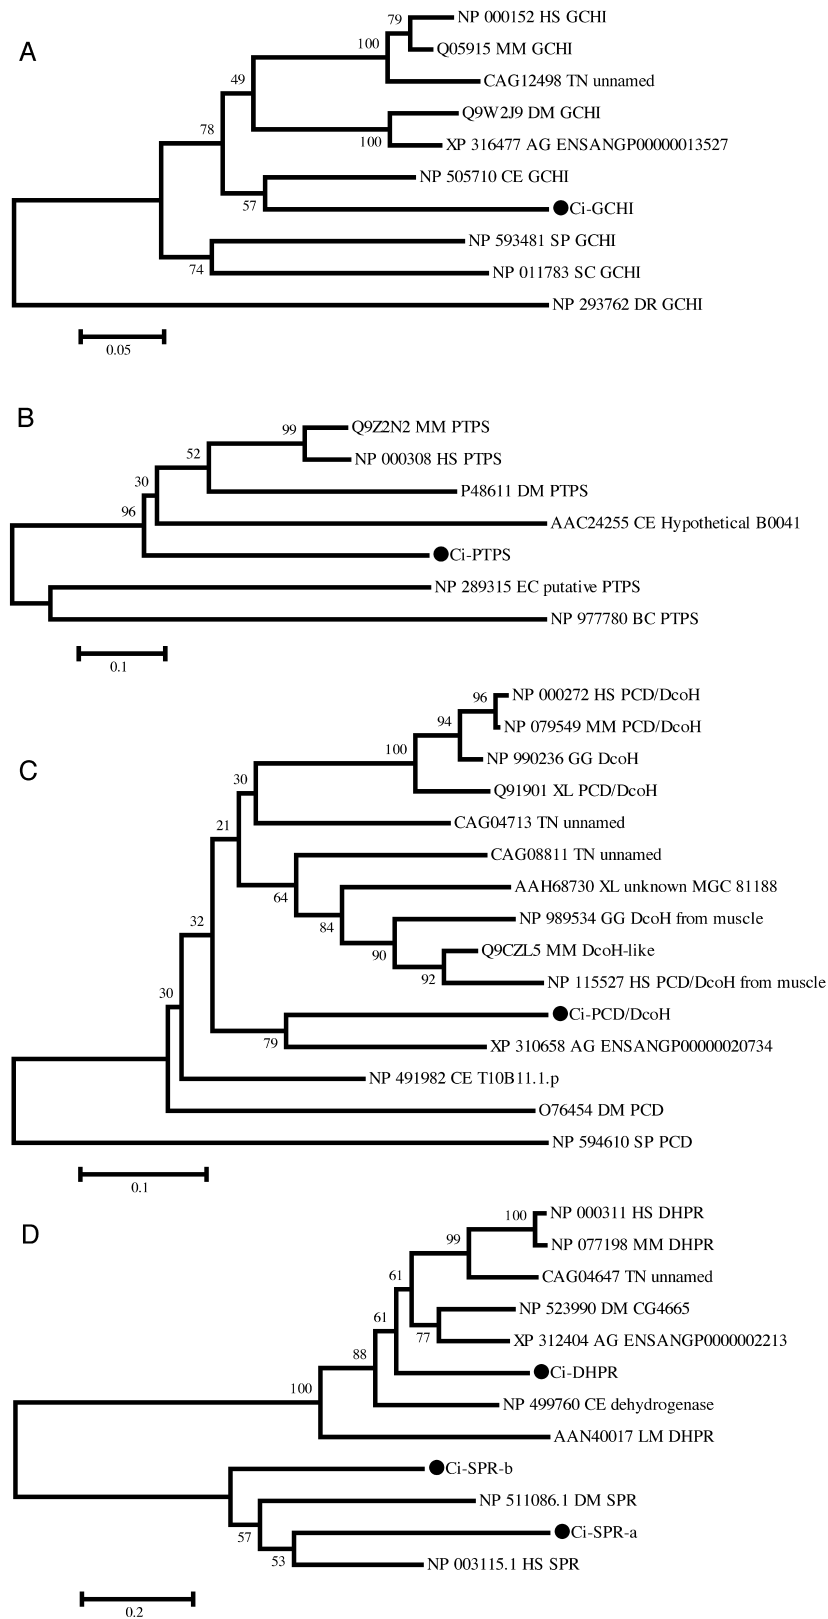 A
79
NP 000152 HS GCHI
Q05915 MM GCHI
100
CAG12498 TN unnamed
49
Q9W2J9 DM GCHI
100
XP 316477 AG ENSANGP00000013527
78
NP 505710 CE GCHI
57
Ci-GCHI
NP 593481 SP GCHI
74
NP 011783 SC GCHI
NP 293762 DR GCHI
0.05
B
99
Q9Z2N2 MM PTPS
NP 000308 HS PTPS
52
P48611 DM PTPS
30
AAC24255 CE Hypothetical B0041
96
Ci-PTPS
NP 289315 EC putative PTPS
NP 977780 BC PTPS
0.1
C
96
NP 000272 HS PCD/DcoH
94
NP 079549 MM PCD/DcoH
100
NP 990236 GG DcoH
Q91901 XL PCD/DcoH
30
CAG04713 TN unnamed
21
CAG08811 TN unnamed
64
AAH68730 XL unknown MGC 81188
84
NP 989534 GG DcoH from muscle
90
Q9CZL5 MM DcoH-like
92
NP 115527 HS PCD/DcoH from muscle
32
Ci-PCD/DcoH
79
XP 310658 AG ENSANGP00000020734
30
NP 491982 CE T10B11.1.p
O76454 DM PCD
NP 594610 SP PCD
0.1
D
100
NP 000311 HS DHPR
99
NP 077198 MM DHPR
CAG04647 TN unnamed
61
NP 523990 DM CG4665
77
XP 312404 AG ENSANGP0000002213
61
Ci-DHPR
88
NP 499760 CE dehydrogenase
100
AAN40017 LM DHPR
Ci-SPR-b
NP 511086.1 DM SPR
57
Ci-SPR-a
53
NP 003115.1 HS SPR
0.2